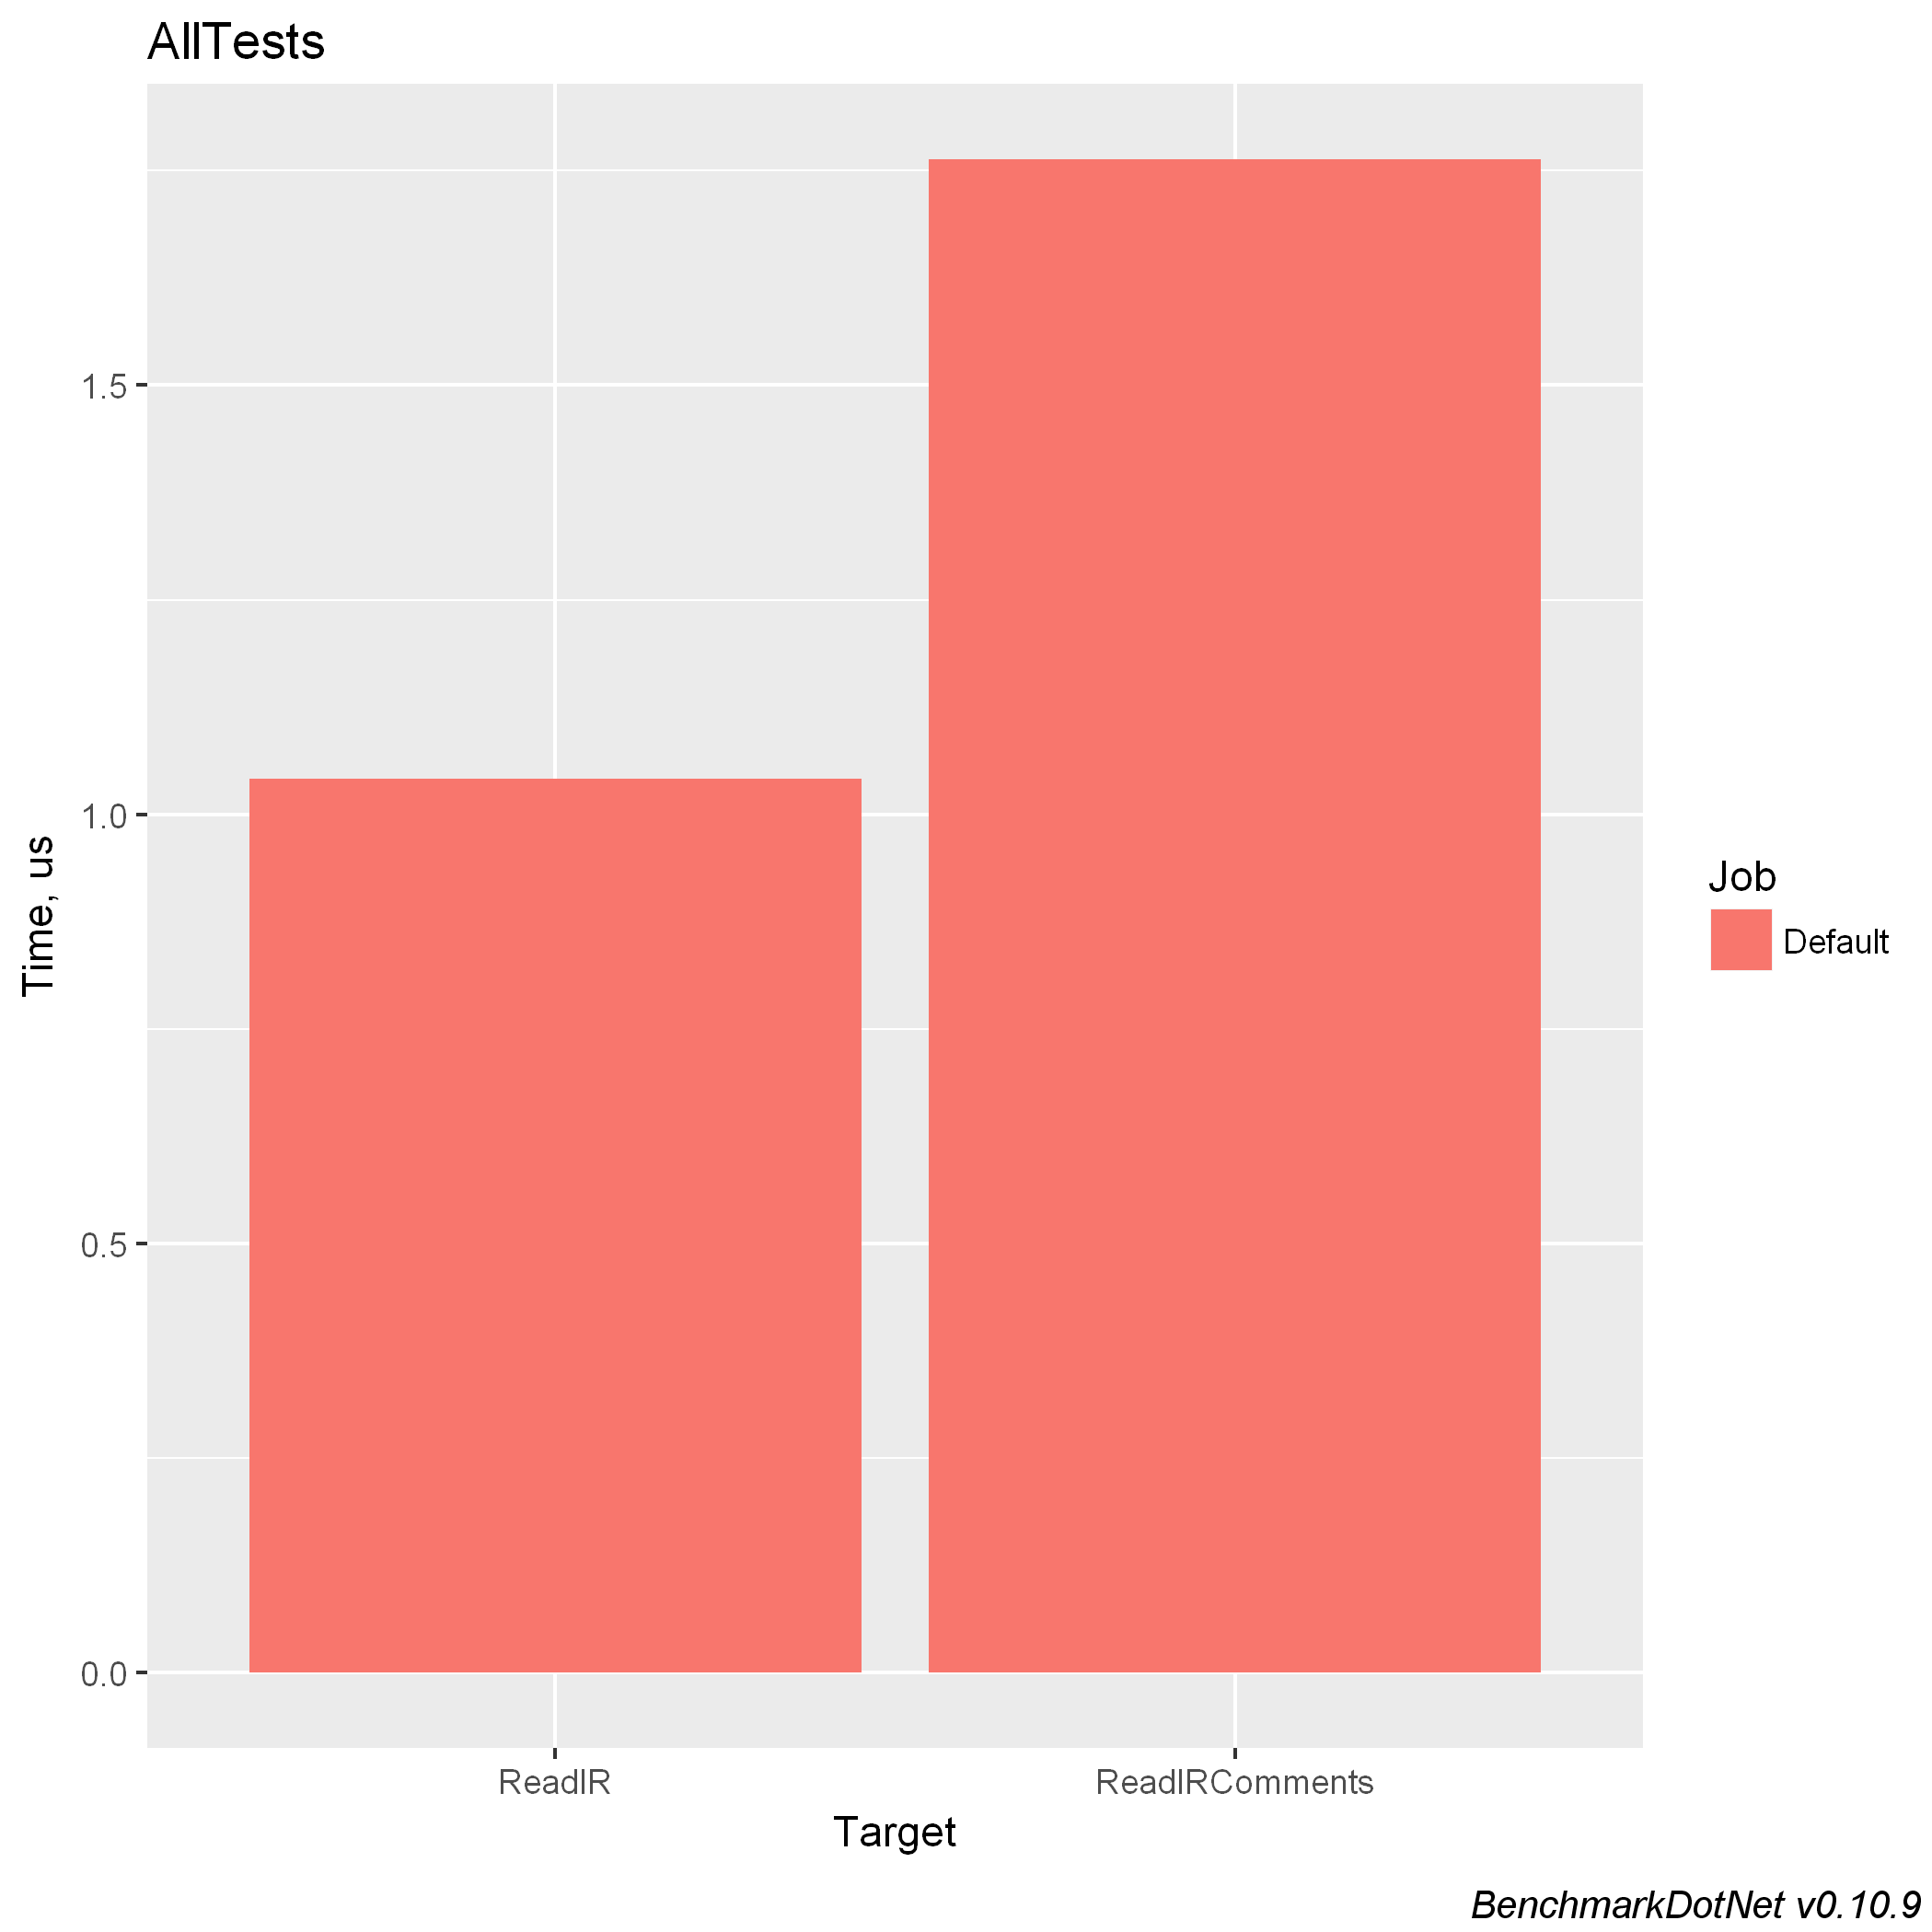 AllTests
Time, us
1.5
1.0
0.5
0.0
ReadIR
ReadIRComments
Target
Job
Default
BenchmarkDotNet v0.10.9